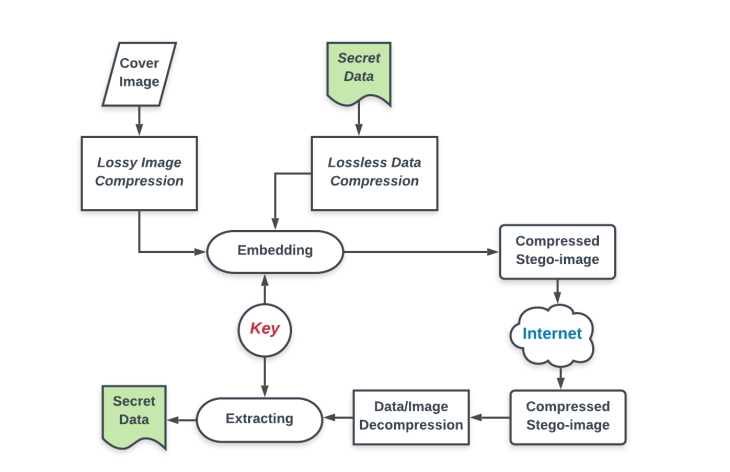 Cover
Image
Secret
Data
Lossy Image
Compression
Lossless Data
Compression
Embedding
Compressed
Stego-image
Key
Internet
Secret
Data
Extracting
Data/Image
Decompression
Compressed
Stego-image